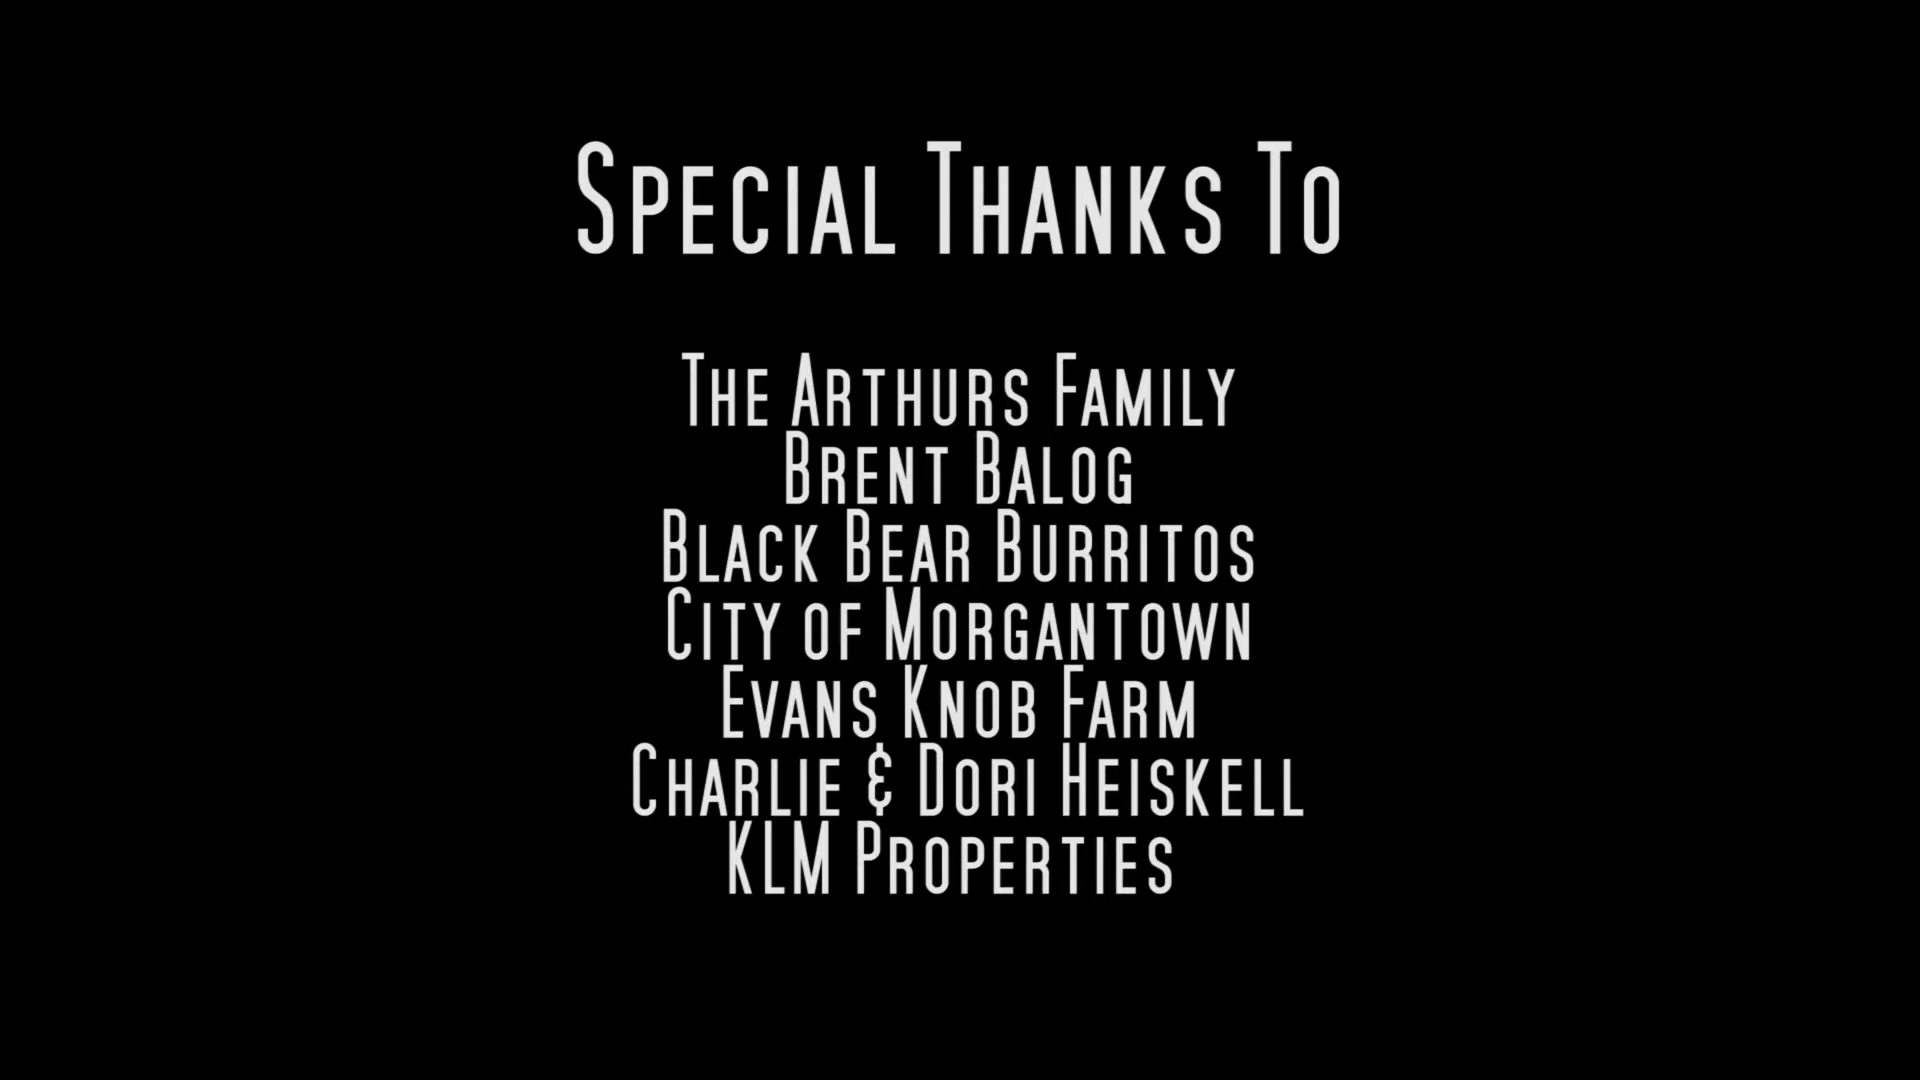 Special Thanks To
The Arthurs Family
Brent Balog
Black Bear Burritos
City of Morgantown
Evans Knob Farm
Charlie & Dori Heiskell
KLM Properties